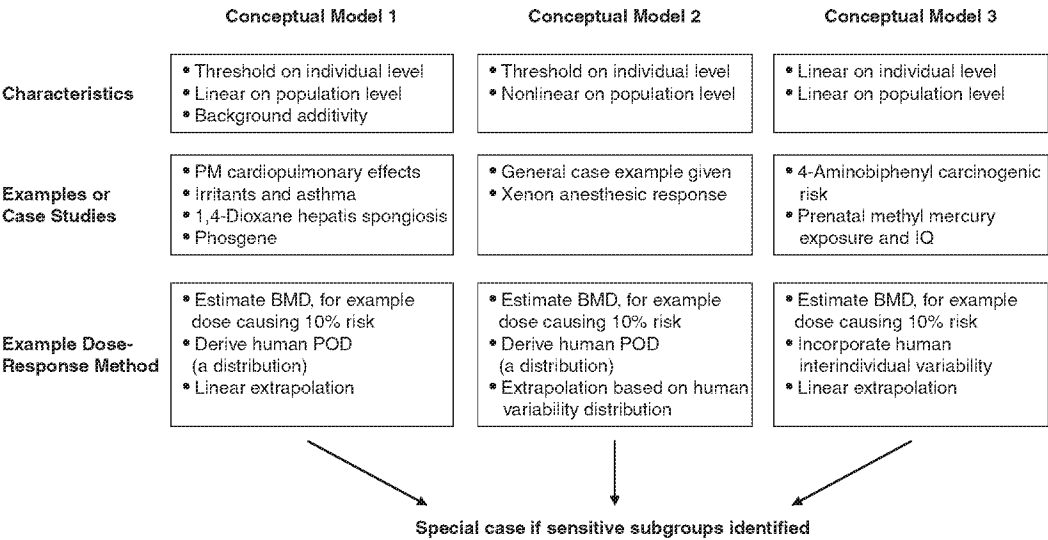 Conceptual Model 1
Conceptual Model 2
Conceptual Model 3
Characteristics
• Threshold on individual level
• Linear on population level
• Background additivity
• Threshold on individual level
• Nonlinear on population level
• Linear on individual level
• Linear on population level
Examples or
Case Studies
• PM cardiopulmonary effects
• Irritants and asthma
• 1,4-Dioxane hepatis spongiosis
• Phosgene
• General case example given
• Xenon anesthesic response
• 4-Aminobiphenyl carcinogenic
risk
• Prenatal methyl mercury
exposure and IQ
Example Dose-
Response Method
• Estimate BMD, for example
dose causing 10% risk
• Derive human POD
(a distribution)
• Linear extrapolation
• Estimate BMD, for example
dose causing 10% risk
• Derive human POD
(a distribution)
• Extrapolation based on human
variability distribution
• Estimate BMD, for example
dose causing 10% risk
• Incorporate human
interindividual variability
• Linear extrapolation
Special case if sensitive subgroups identified